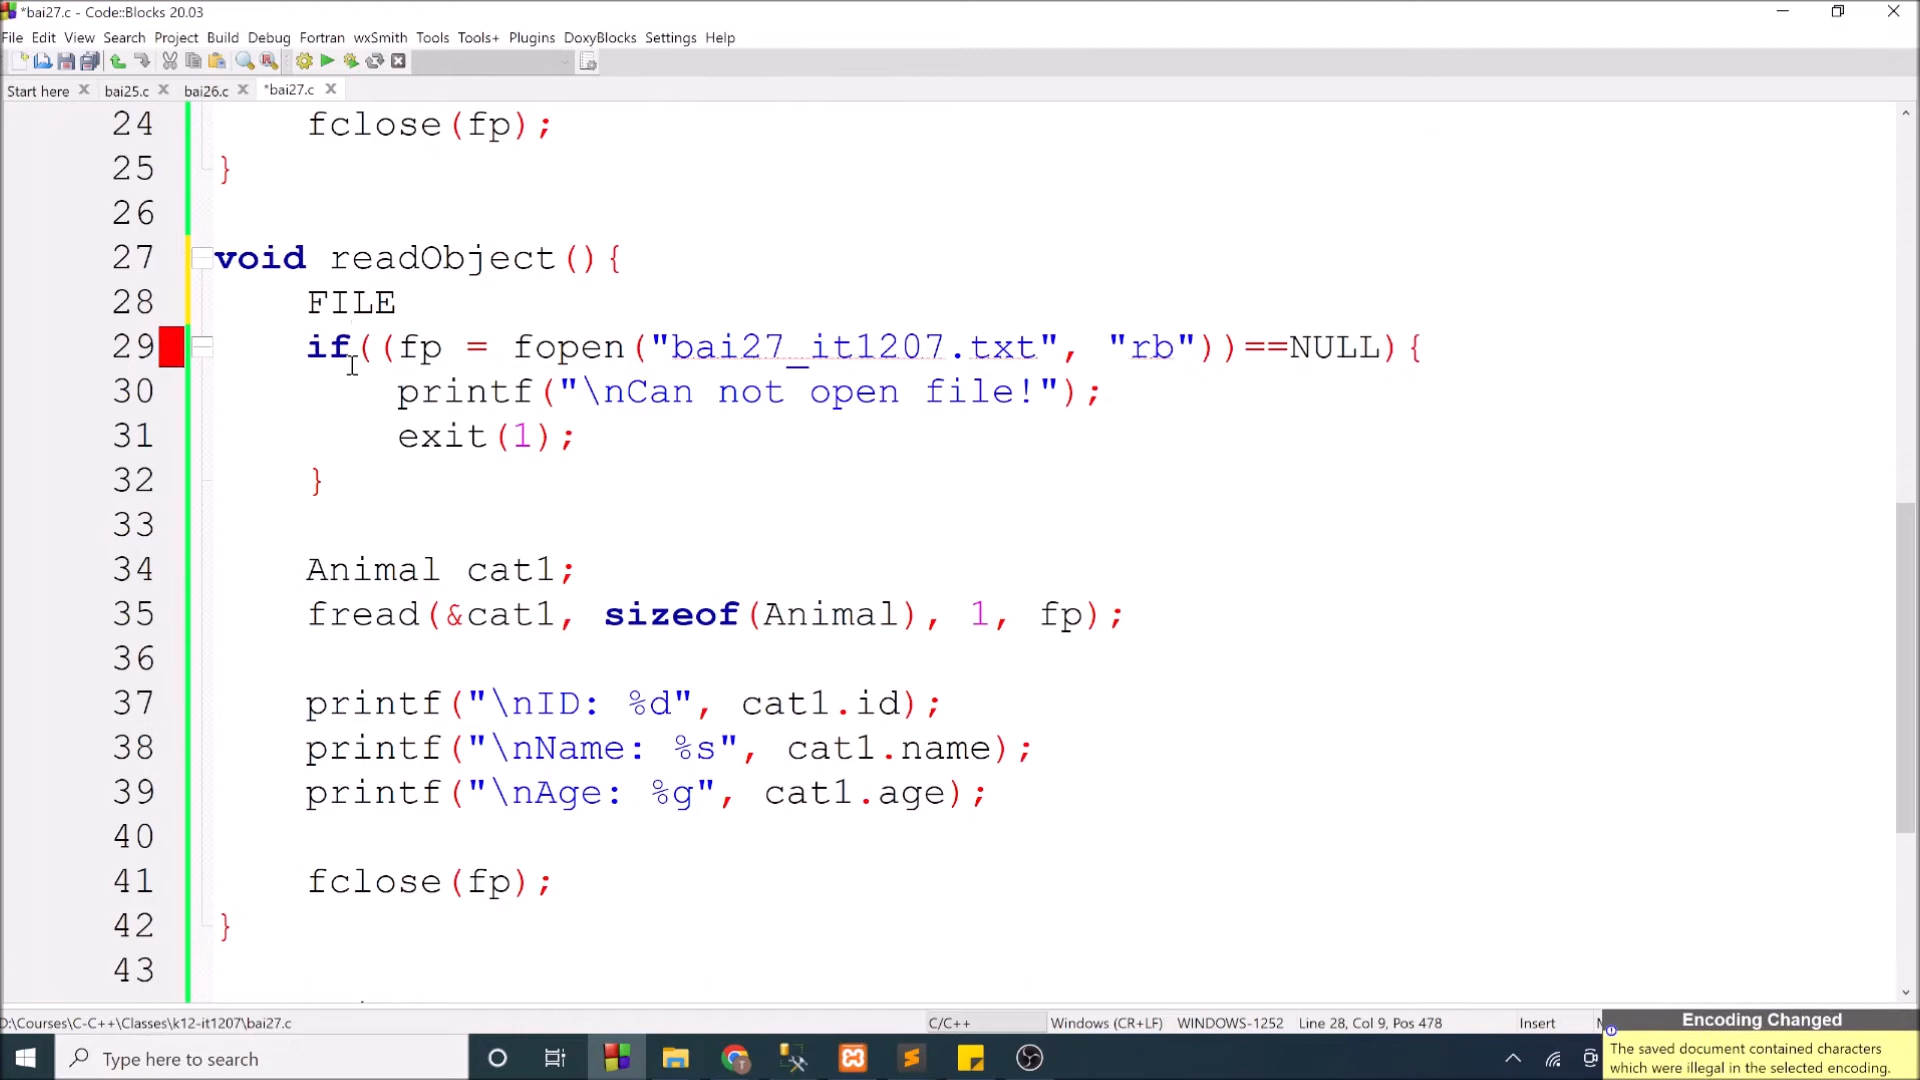 *bai27.c - Code::Blocks 20.03
File Edit View Search Project Build Debug Fortran wxSmith Tools Tools+ Plugins DoxyBlocks Settings Help
Start here bai25.c bai26.c *bai27.c
24 fclose(fp);
25 }
26
27 void readObject(){
28 FILE
29 if((fp = fopen("bai27_it1207.txt", "rb"))==NULL){
30 printf("\nCan not open file!");
31 exit(1);
32 }
33
34 Animal cat1;
35 fread(&cat1, sizeof(Animal), 1, fp);
36
37 printf("\nID: %d", cat1.id);
38 printf("\nName: %s", cat1.name);
39 printf("\nAge: %g", cat1.age);
40
41 fclose(fp);
42 }
43
D:\Courses\C-C++\Classes\k12-it1207\bai27.c C/C++ Windows (CR+LF) WINDOWS-1252 Line 28, Col 9, Pos 478 Insert
Encoding Changed
The saved document contained characters
which were illegal in the selected encoding.
Type here to search